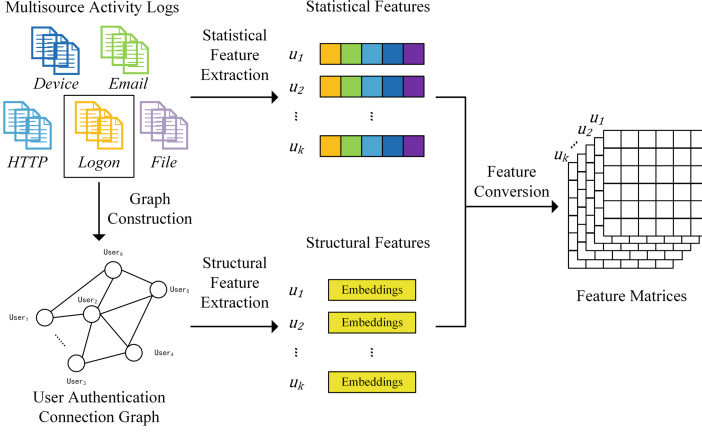 Multisource Activity Logs
Device
Email
HTTP
Logon
File
Statistical
Feature
Extraction
Statistical Features
u1
u2
...
uk
...
Graph
Construction
User6
User5
User2
User1
......
User4
User3
User Authentication
Connection Graph
Structural
Feature
Extraction
Structural Features
u1 Embeddings
u2 Embeddings
... ...
uk Embeddings
Feature
Conversion
u1
u2
...
uk
Feature Matrices